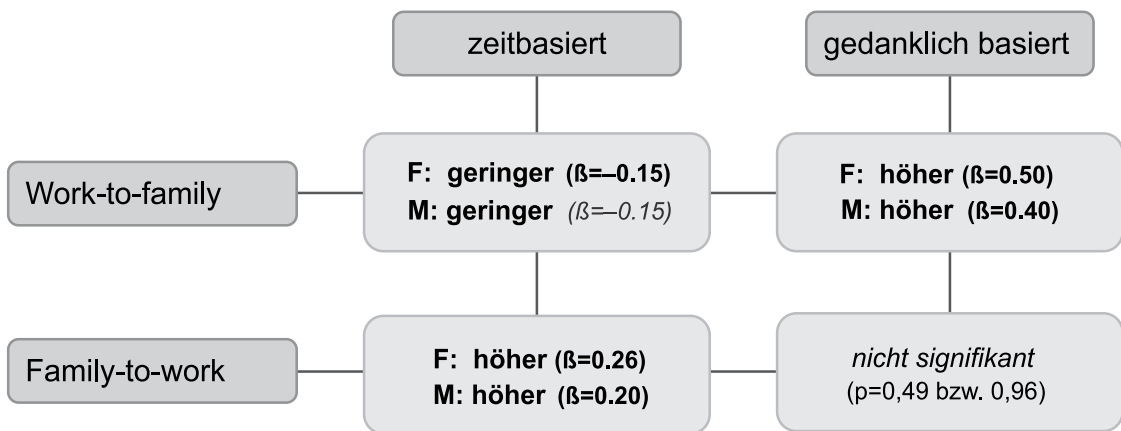 zeitbasiert
gedanklich basiert
Work-to-family
F: geringer (ß=–0.15)
M: geringer (ß=–0.15)
F: höher (ß=0.50)
M: höher (ß=0.40)
Family-to-work
F: höher (ß=0.26)
M: höher (ß=0.20)
nicht signifikant
(p=0,49 bzw. 0,96)